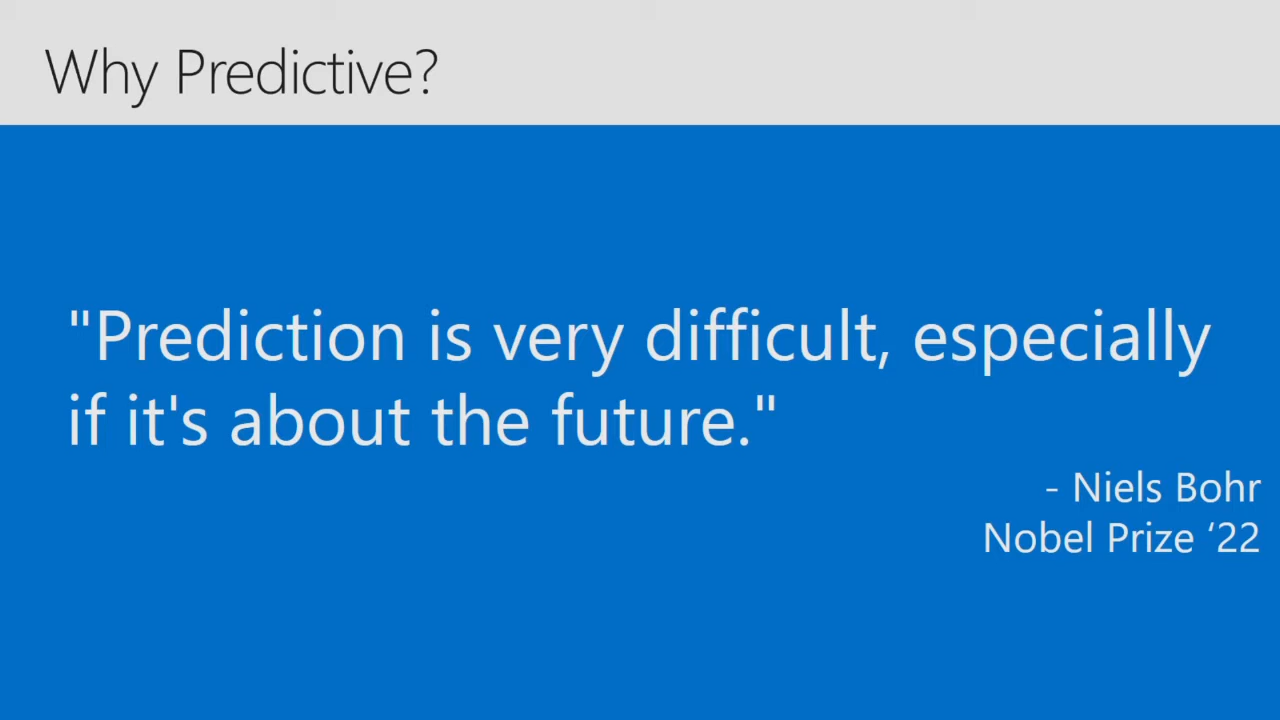 Why Predictive?
"Prediction is very difficult, especially
if it's about the future."
- Niels Bohr
Nobel Prize ‘22